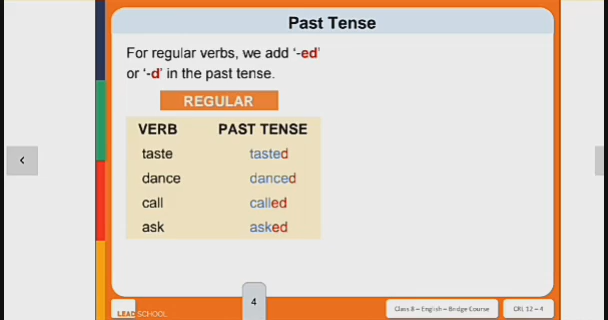 Past Tense
For regular verbs, we add ‘-ed’
or ‘-d’ in the past tense.
REGULAR
VERB PAST TENSE
taste tasted
dance danced
call called
ask asked
4
LEAD SCHOOL
Class 8 – English – Bridge Course
CRL 12 – 4